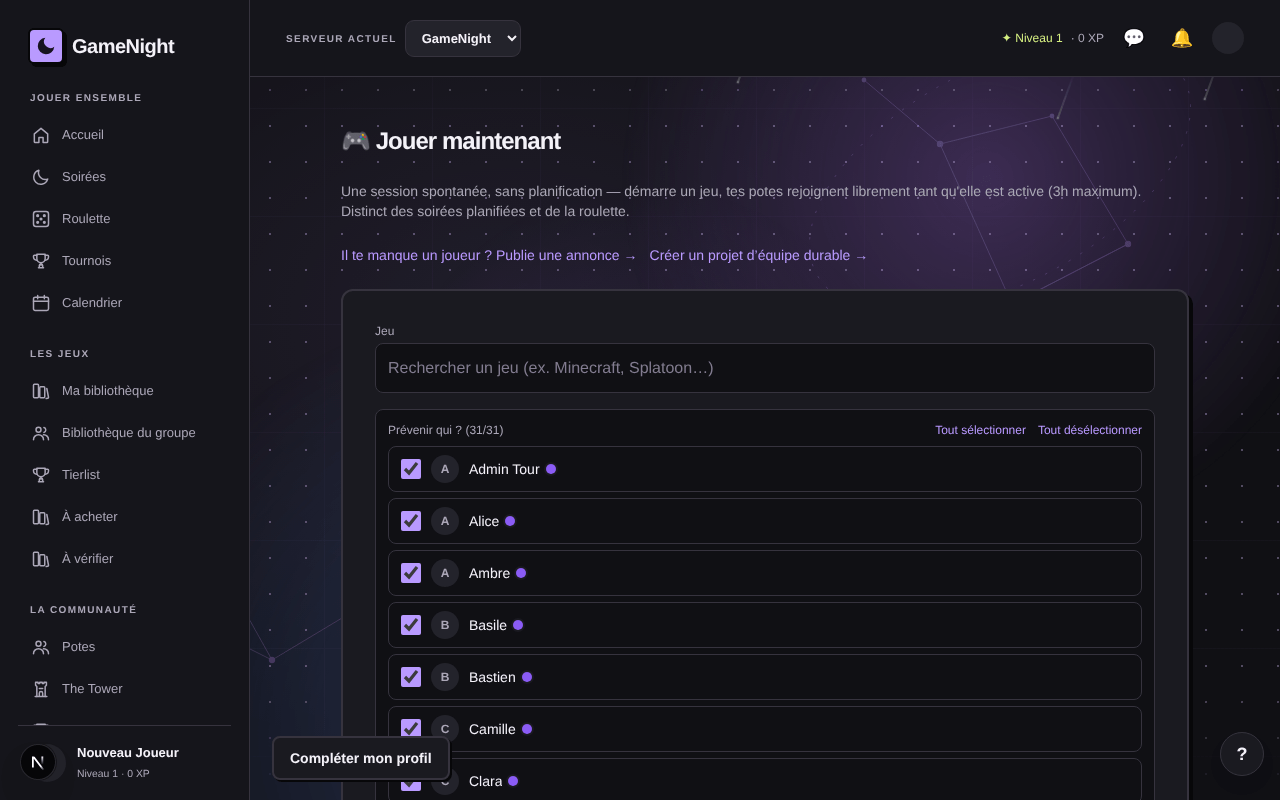 GameNight
JOUER ENSEMBLE
Accueil
Soirées
Roulette
Tournois
Calendrier
LES JEUX
Ma bibliothèque
Bibliothèque du groupe
Tierlist
À acheter
À vérifier
LA COMMUNAUTÉ
Potes
The Tower
N
Nouveau Joueur
Niveau 1 · 0 XP
SERVEUR ACTUEL
GameNight
✦ Niveau 1 · 0 XP
🎮 Jouer maintenant
Une session spontanée, sans planification — démarre un jeu, tes potes rejoignent librement tant qu'elle est active (3h maximum).
Distinct des soirées planifiées et de la roulette.
Il te manque un joueur ? Publie une annonce → Créer un projet d'équipe durable →
Jeu
Rechercher un jeu (ex. Minecraft, Splatoon…)
Prévenir qui ? (31/31) Tout sélectionner Tout désélectionner
A Admin Tour
A Alice
A Ambre
B Basile
B Bastien
C Camille
C Clara
Compléter mon profil
?